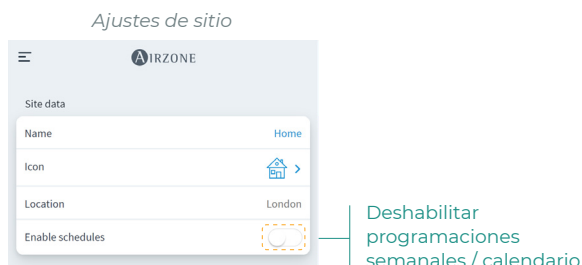 Ajustes de sitio
AIRZONE
Site data
Name Home
Icon
Location London
Enable schedules
Deshabilitar
programaciones
semanales / calendario